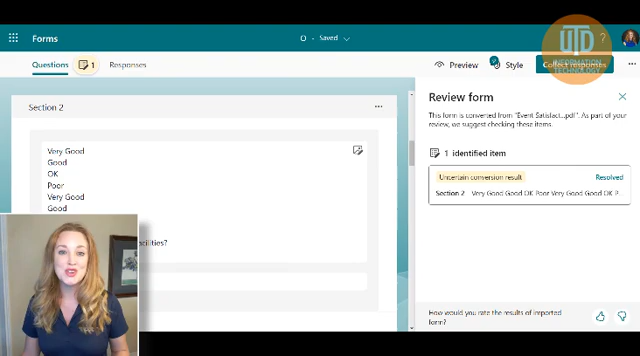 Forms
O - Saved
?
UTD
INFORMATION
TECHNOLOGY
Questions
1
Responses
Preview
Style
Collect responses
Section 2
Very Good
Good
OK
Poor
Very Good
Good
cilities?
Review form
This form is converted from "Event Satisfact...pdf". As part of your review, we suggest checking these items.
1 identified item
Uncertain conversion result
Resolved
Section 2 Very Good Good OK Poor Very Good Good OK P
How would you rate the results of imported
form?